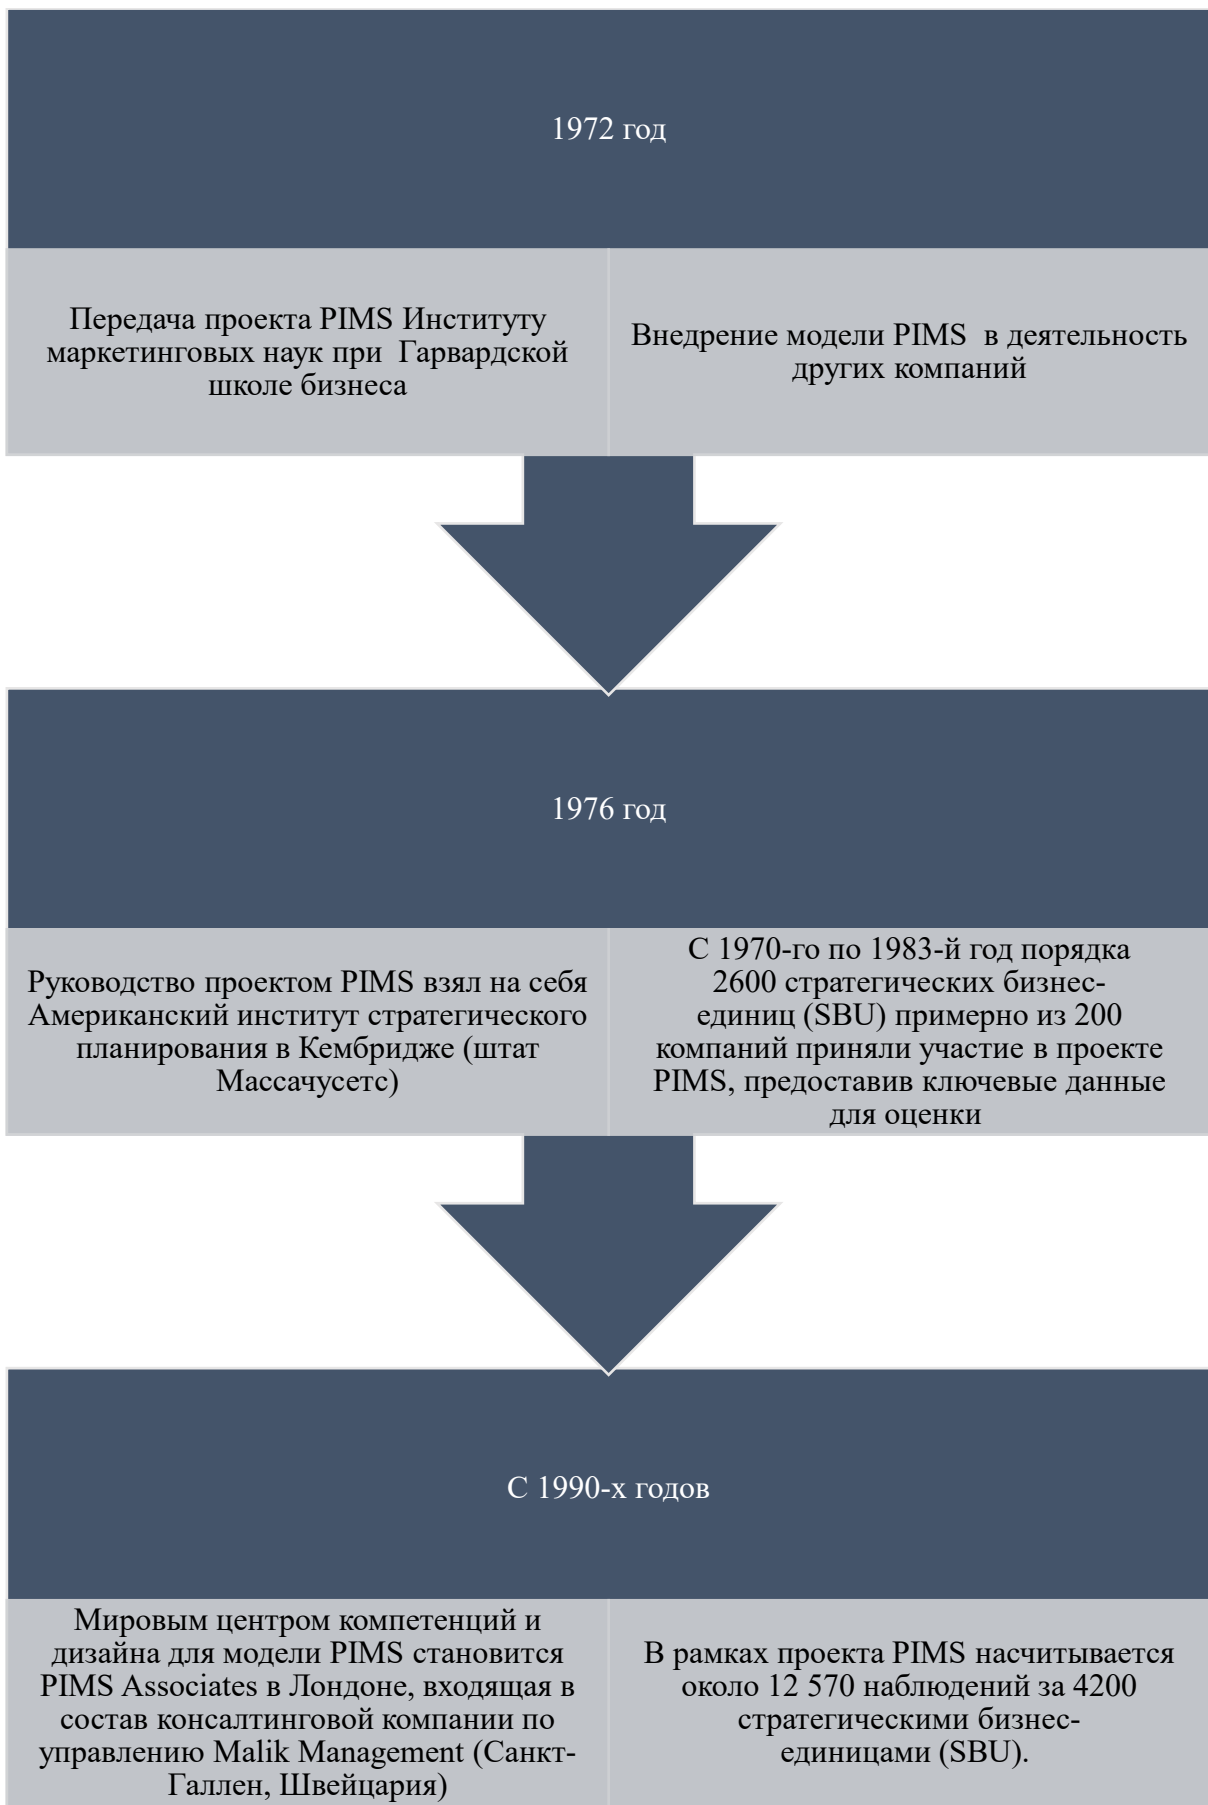 1972 год
Передача проекта PIMS Институту
маркетинговых наук при  Гарвардской
школе бизнеса
Внедрение модели PIMS  в деятельность
других компаний
1976 год
Руководство проектом PIMS взял на себя
Американский институт стратегического
планирования в Кембридже (штат
Массачусетс)
С 1970-го по 1983-й год порядка
2600 стратегических бизнес-
единиц (SBU) примерно из 200
компаний приняли участие в проекте
PIMS, предоставив ключевые данные
для оценки
С 1990-х годов
Мировым центром компетенций и
дизайна для модели PIMS становится
PIMS Associates в Лондоне, входящая в
состав консалтинговой компании по
управлению Malik Management (Санкт-
Галлен, Швейцария)
В рамках проекта PIMS насчитывается
около 12 570 наблюдений за 4200
стратегическими бизнес-
единицами (SBU).